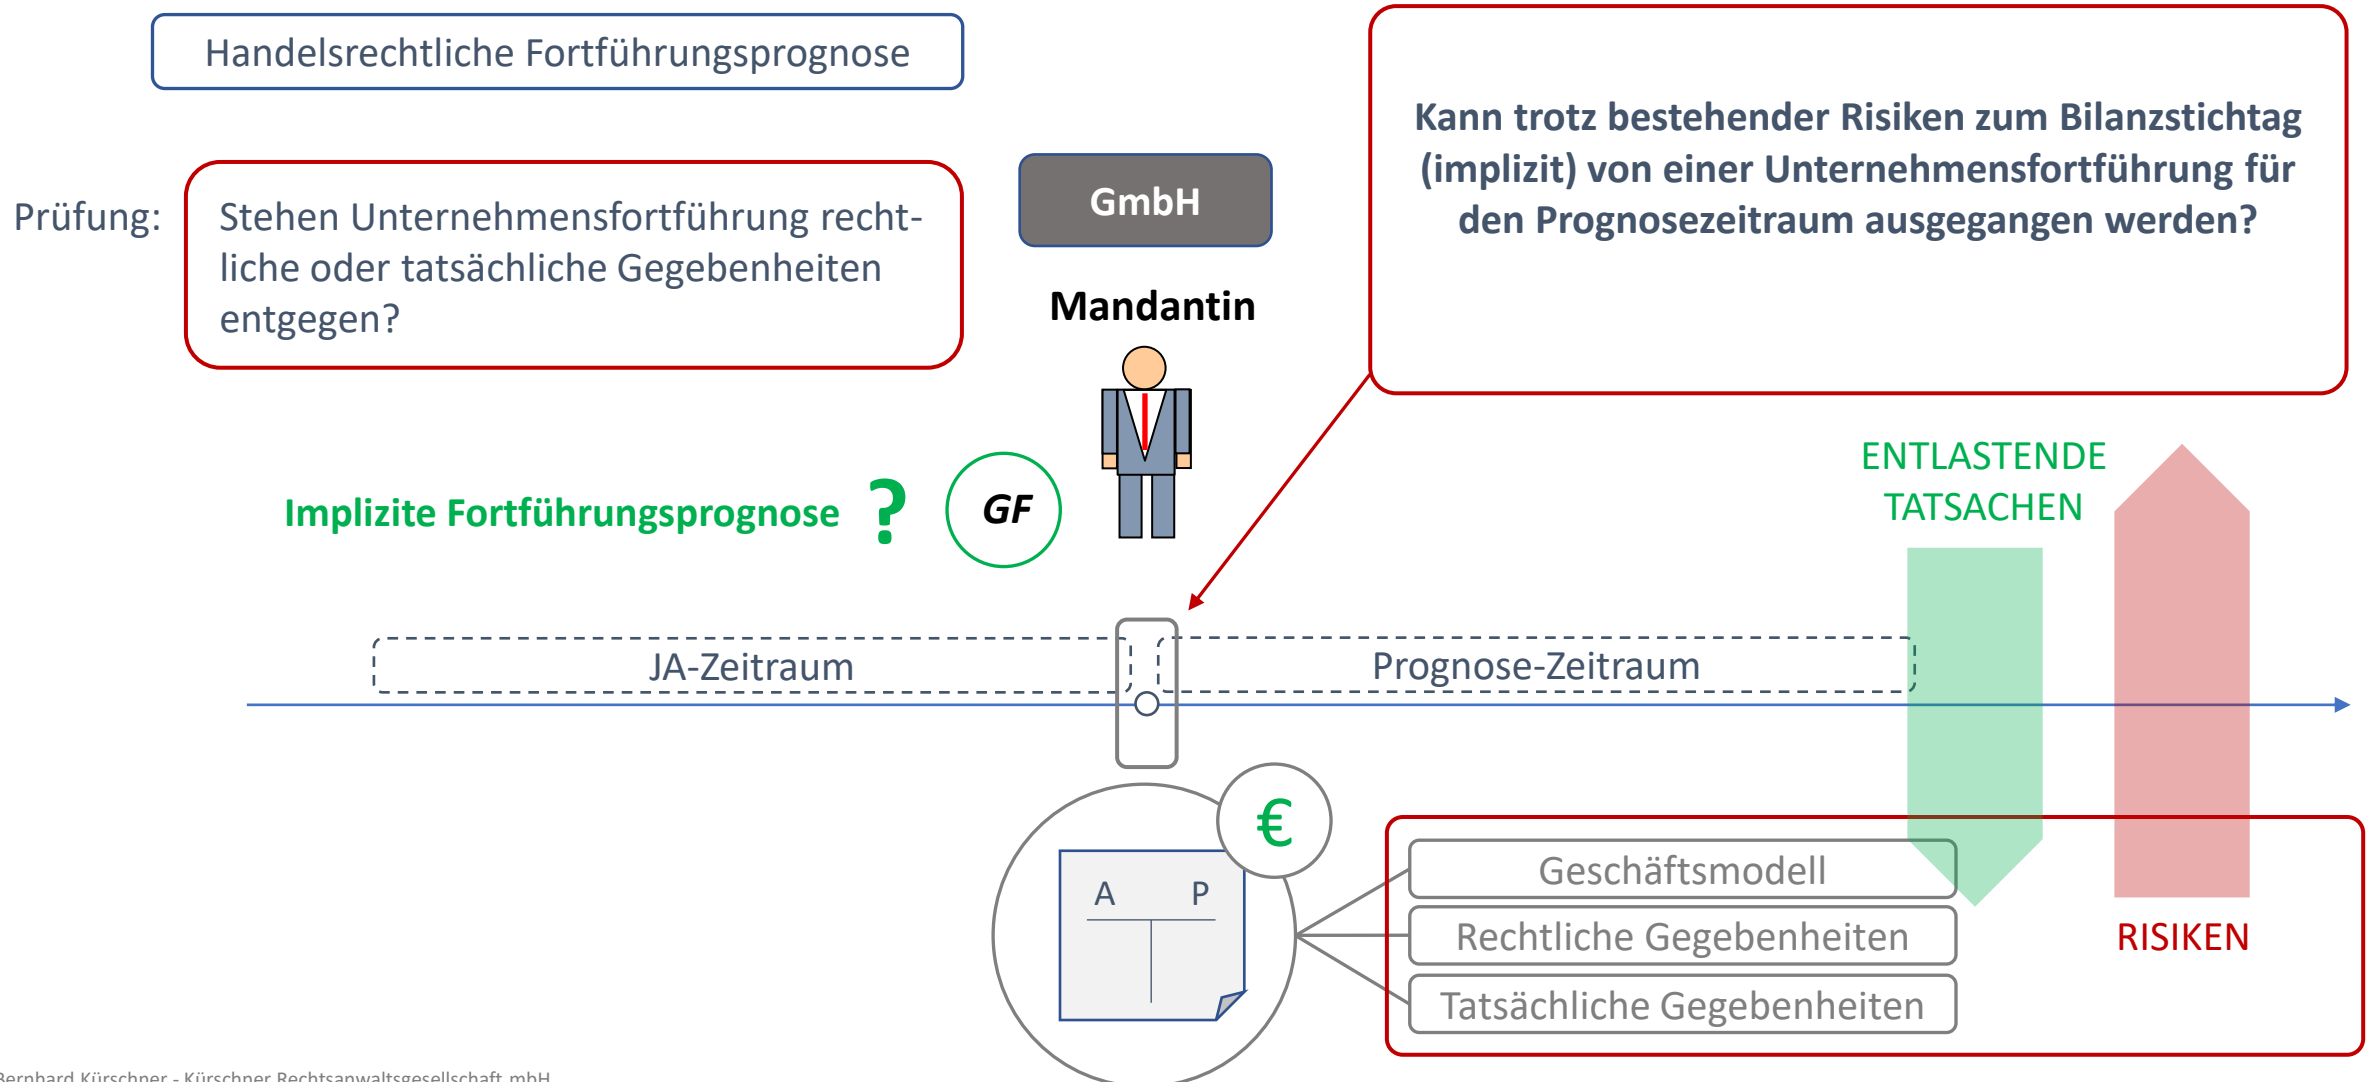 Handelsrechtliche Fortführungsprognose
Prüfung:
Stehen Unternehmensfortführung recht-
liche oder tatsächliche Gegebenheiten
entgegen?
GmbH
Mandantin
Kann trotz bestehender Risiken zum Bilanzstichtag
(implizit) von einer Unternehmensfortführung für
den Prognosezeitraum ausgegangen werden?
Implizite Fortführungsprognose ?
GF
ENTLASTENDE
TATSACHEN
JA-Zeitraum
Prognose-Zeitraum
€
A P
Geschäftsmodell
Rechtliche Gegebenheiten
Tatsächliche Gegebenheiten
RISIKEN
Bernhard Kürschner - Kürschner Rechtsanwaltsgesellschaft mbH